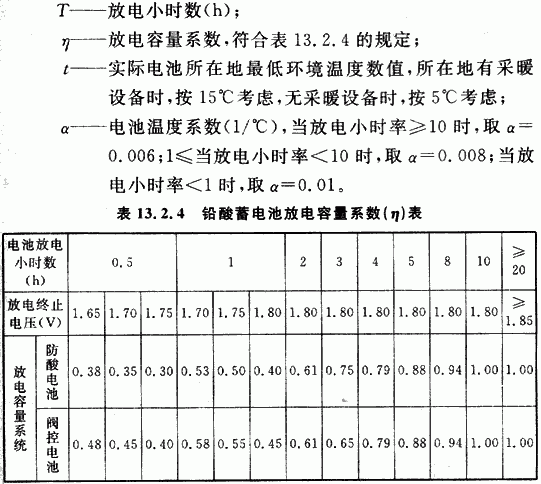 T——放电小时数(h)；
η——放电容量系数,符合表 13.2.4 的规定；
t——实际电池所在地最低环境温度数值,所在地有采暖
设备时,按 15℃考虑,无采暖设备时,按 5℃考虑；
α——电池温度系数(1/℃),当放电小时率≥10 时,取 α=
0.006;1≤当放电小时率<10 时,取 α=0.008;当放
电小时率<1 时,取 α=0.01。
表 13.2.4 铅酸蓄电池放电容量系数(η)表
电池放电小时数(h) 0.5 1 2 3 4 5 8 10 ≥20
放电终止电压(V) 1.65 1.70 1.75 1.70 1.75 1.80 1.80 1.80 1.80 1.80 1.80 1.80 ≥1.85
放电容量系统
防酸电池 0.38 0.35 0.30 0.53 0.50 0.40 0.61 0.75 0.79 0.88 0.94 1.00 1.00
阀控电池 0.48 0.45 0.40 0.58 0.55 0.45 0.61 0.65 0.79 0.88 0.94 1.00 1.00